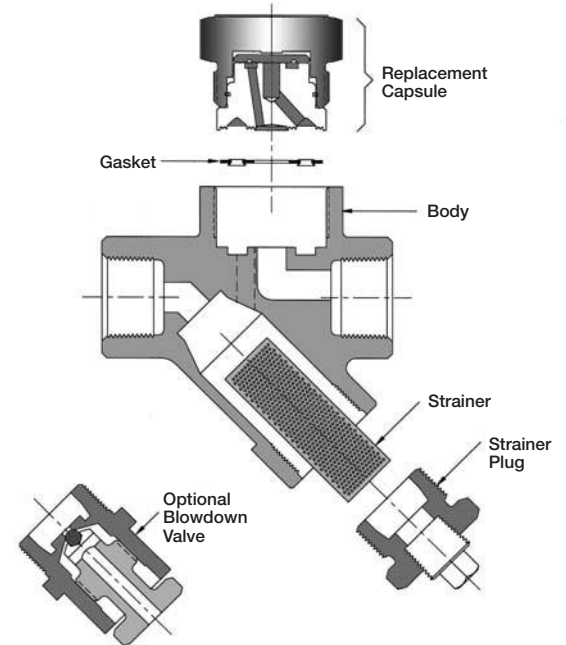 Replacement
Capsule
Gasket
Body
Strainer
Strainer
Plug
Optional
Blowdown
Valve